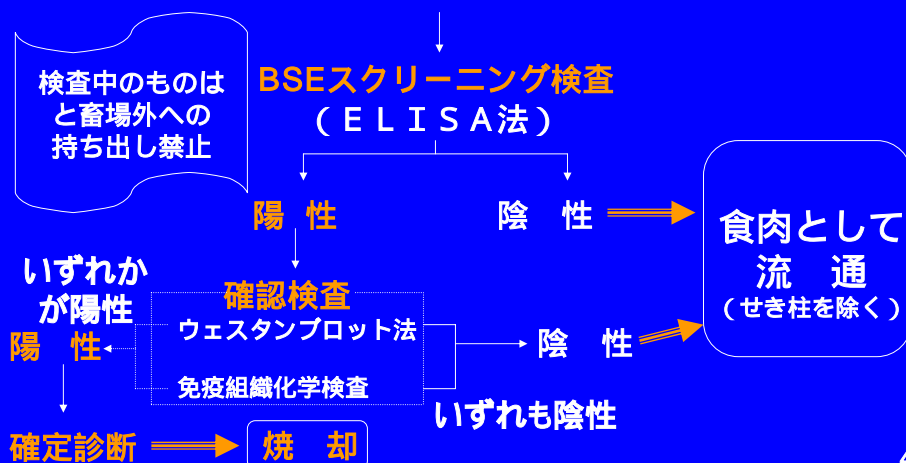 検査中のものは
と畜場外への
持ち出し禁止
BSEスクリーニング検査
（ＥＬＩＳＡ法）
陽 性
陰 性
食肉として
流 通
（せき柱を除く）
いずれか
が陽性
陽 性
確認検査
ウェスタンブロット法
免疫組織化学検査
陰 性
いずれも陰性
確定診断
焼 却